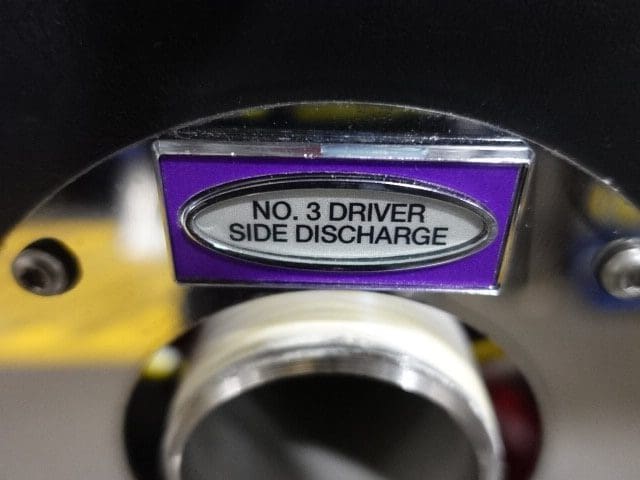 NO. 3 DRIVER
SIDE DISCHARGE